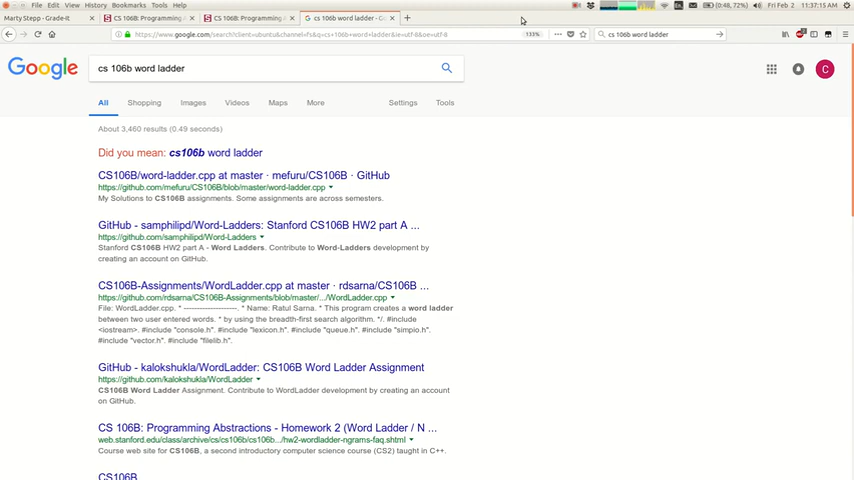 File Edit View History Bookmarks Tools Help
(0:48, 72%) Fri Feb 2 11:37:15 AM
Marty Stepp - Grade-It
CS 106B: Programming A
CS 106B: Programming A
cs 106b word ladder - Go
https://www.google.com/search?client=ubuntu&channel=fs&q=cs+106b+word+ladder&ie=utf-8&oe=utf-8
133%
cs 106b word ladder
Google
cs 106b word ladder
C
All Shopping Images Videos Maps More Settings Tools
About 3,460 results (0.49 seconds)
Did you mean: cs106b word ladder
CS106B/word-ladder.cpp at master · mefuru/CS106B · GitHub
https://github.com/mefuru/CS106B/blob/master/word-ladder.cpp
My Solutions to CS106B assignments. Some assignments are across semesters.
GitHub - samphilipd/Word-Ladders: Stanford CS106B HW2 part A ...
https://github.com/samphilipd/Word-Ladders
Stanford CS106B HW2 part A - Word Ladders. Contribute to Word-Ladders development by
creating an account on GitHub.
CS106B-Assignments/WordLadder.cpp at master · rdsarna/CS106B ...
https://github.com/rdsarna/CS106B-Assignments/blob/master/.../WordLadder.cpp
File: WordLadder.cpp. * --------------------. * Name: Ratul Sarna. * This program creates a word ladder
between two user entered words. * by using the breadth-first search algorithm. */. #include
<iostream>. #include "console.h". #include "lexicon.h". #include "queue.h". #include "simpio.h".
#include "vector.h". #include "filelib.h".
GitHub - kalokshukla/WordLadder: CS106B Word Ladder Assignment
https://github.com/kalokshukla/WordLadder
CS106B Word Ladder Assignment. Contribute to WordLadder development by creating an account
on GitHub.
CS 106B: Programming Abstractions - Homework 2 (Word Ladder / N ...
web.stanford.edu/class/archive/cs/cs106b/cs106b.../hw2-wordladder-ngrams-faq.shtml
Course web site for CS106B, a second introductory computer science course (CS2) taught in C++.
CS106B